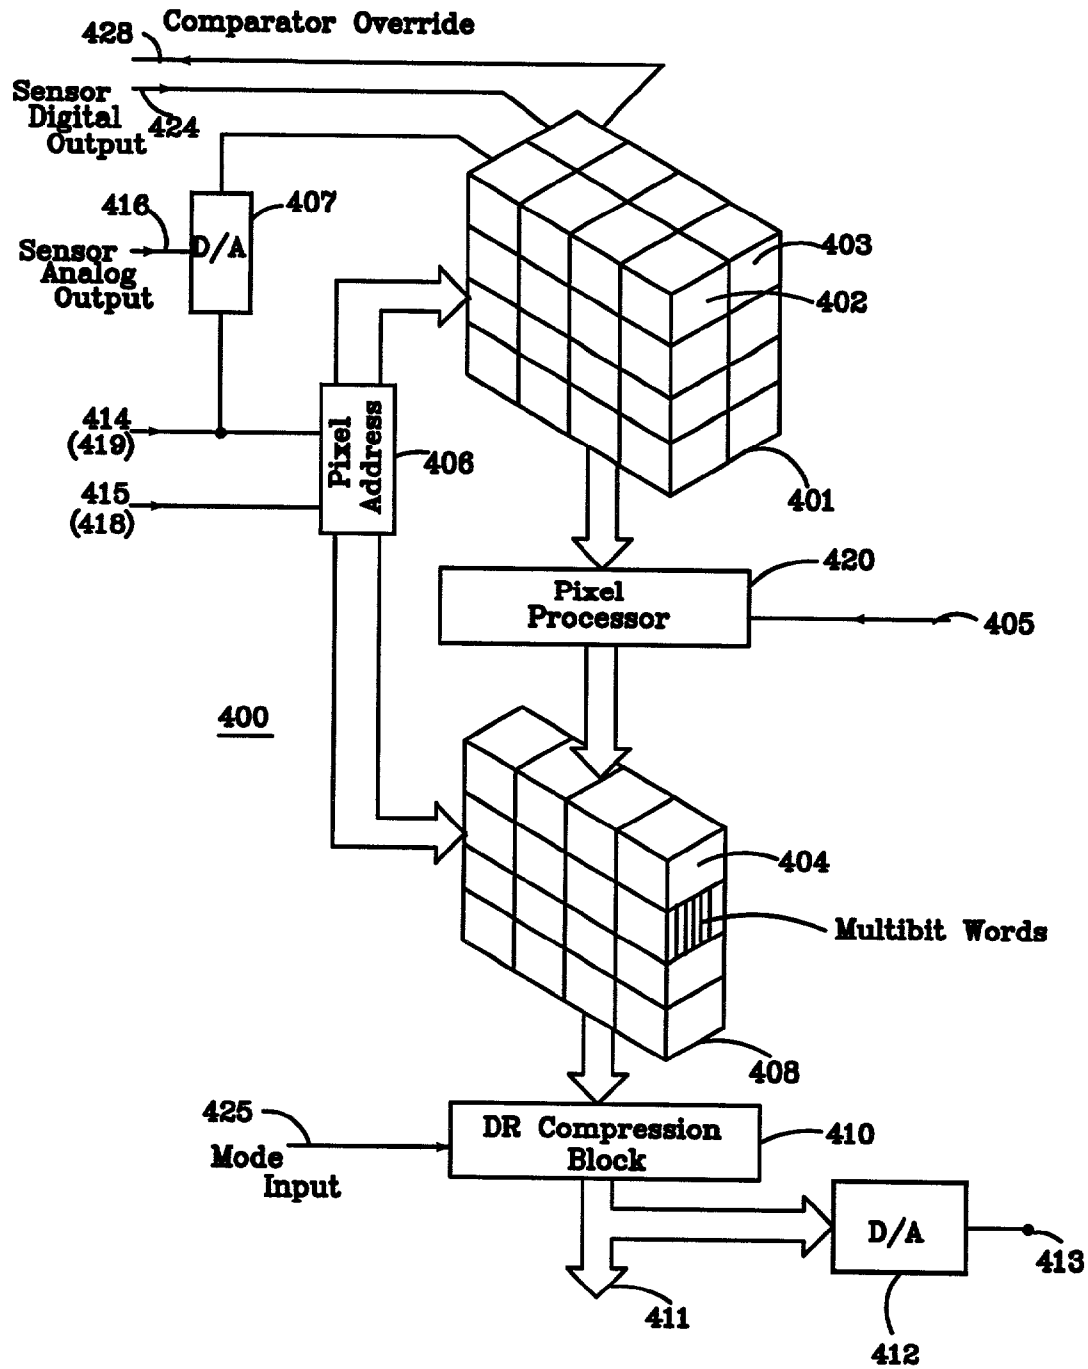 Comparator Override
428
Sensor
Digital
Output
424
416
407
D/A
Sensor
Analog
Output
403
402
414
(419)
Pixel
Address
406
415
(418)
401
420
Pixel
Processor
405
400
404
Multibit Words
408
425
DR Compression
Block
410
Mode
Input
D/A
413
411
412